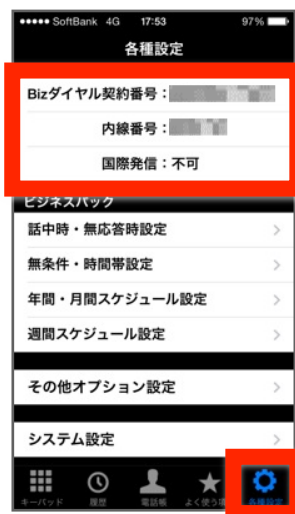 ●●●●● SoftBank 4G 17:53 97%
各種設定
Bizダイヤル契約番号：
内線番号：
国際発信：不可
ビジネスパック
話中時・無応答時設定
無条件・時間帯設定
年間・月間スケジュール設定
週間スケジュール設定
その他オプション設定
システム設定
キーパッド 履歴 電話帳 よく使う項 各種設定